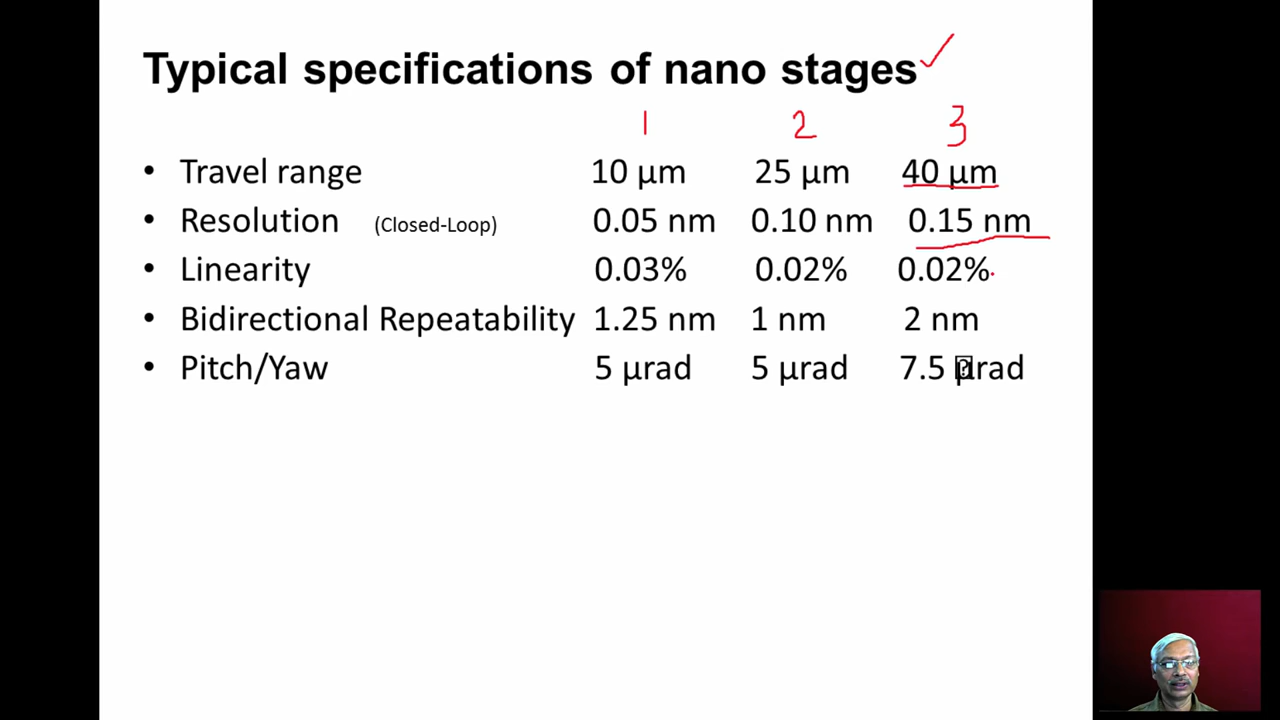 Typical specifications of nano stages
1 2 3
• Travel range 10 µm 25 µm 40 µm
• Resolution (Closed-Loop) 0.05 nm 0.10 nm 0.15 nm
• Linearity 0.03% 0.02% 0.02%
• Bidirectional Repeatability 1.25 nm 1 nm 2 nm
• Pitch/Yaw 5 µrad 5 µrad 7.5 µrad